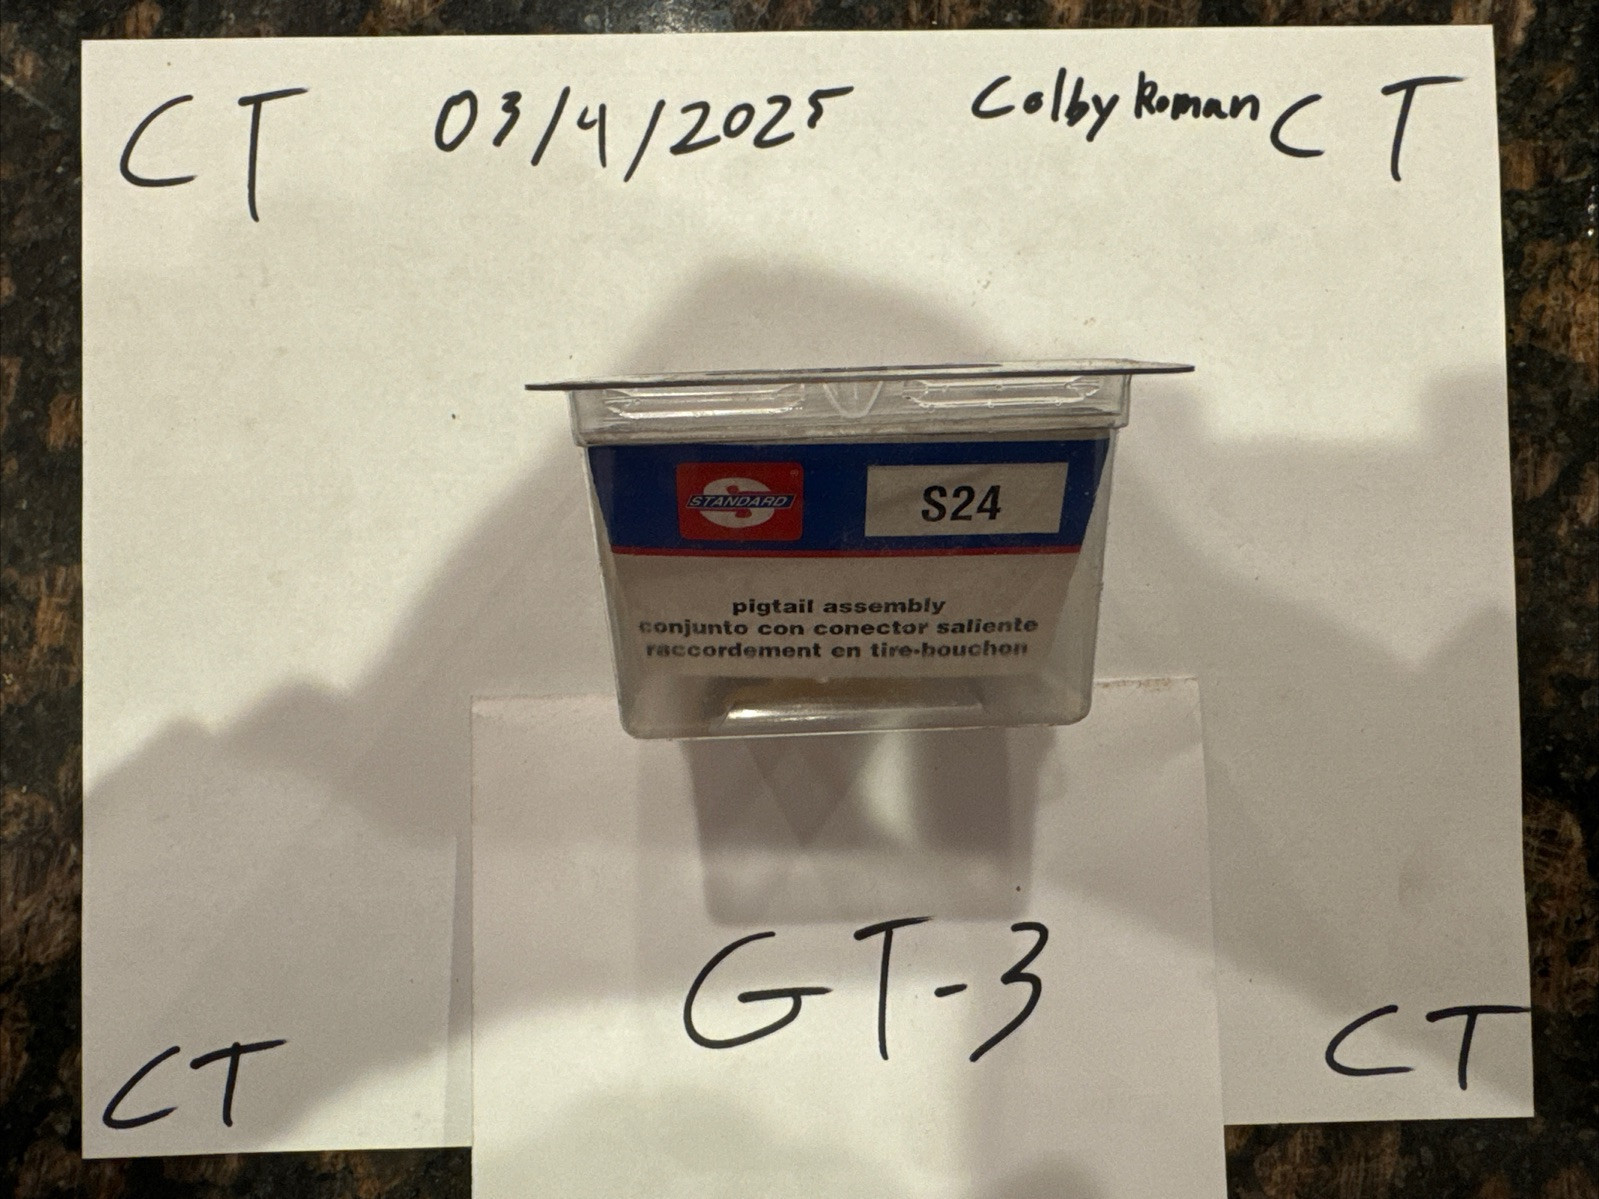 CT 03/4/2025 Colby Roman CT
STANDARD
S24
pigtail assembly
conjunto con conector saliente
raccordement en tire-bouchon
GT-3
CT CT